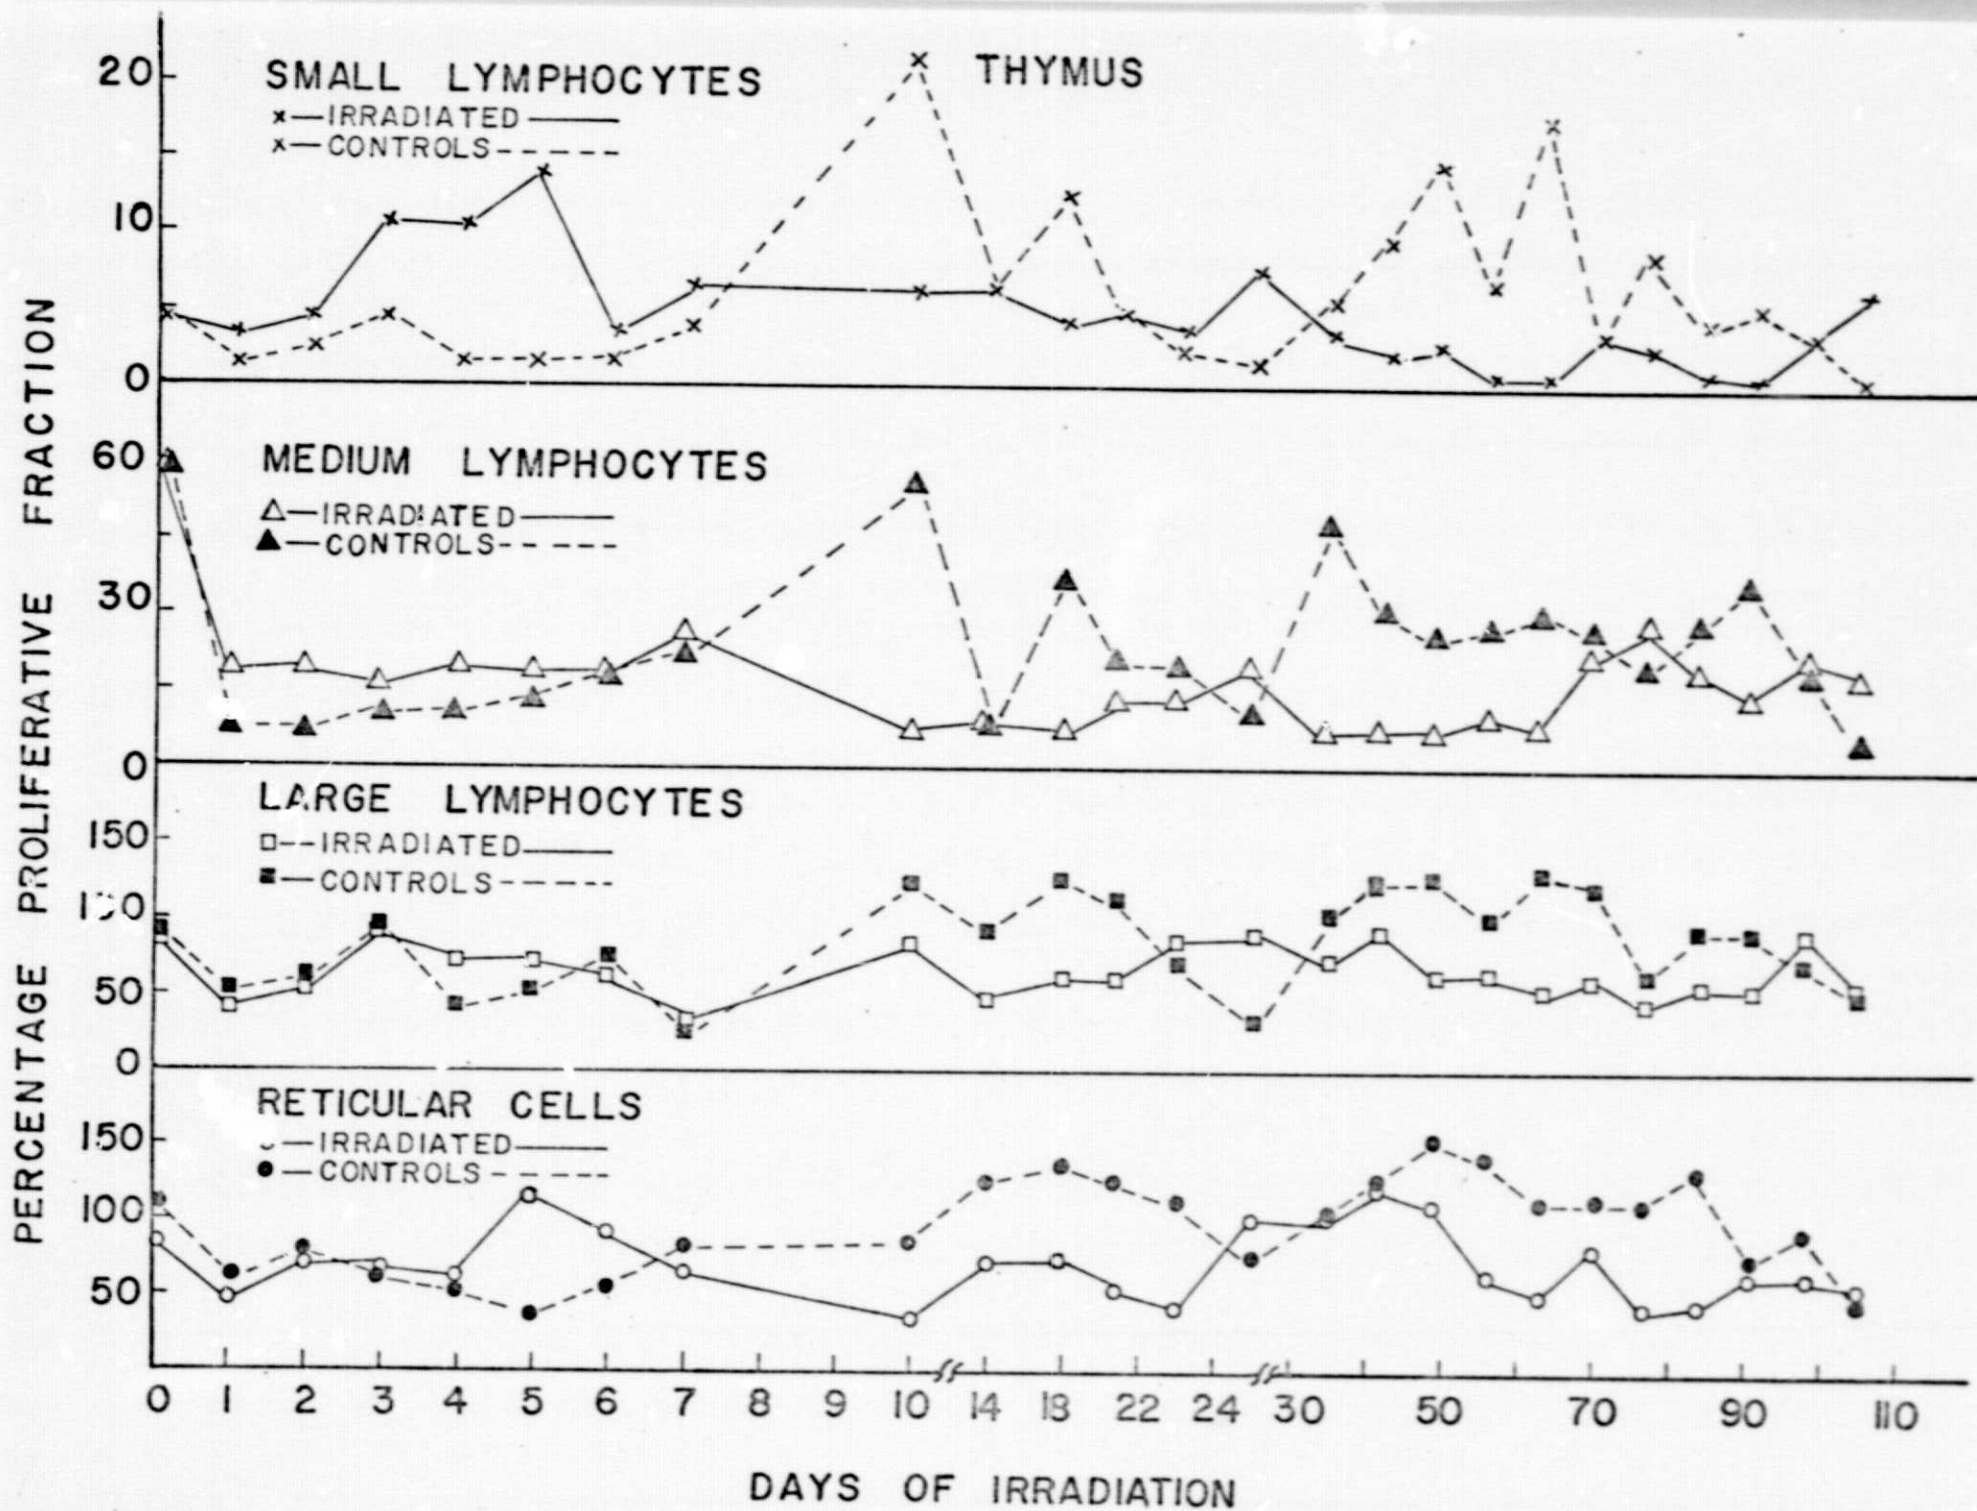 THYMUS
PERCENTAGE PROLIFERATIVE FRACTION
SMALL LYMPHOCYTES
x—IRRADIATED
x—CONTROLS
20
10
0
MEDIUM LYMPHOCYTES
△—IRRADIATED
▲—CONTROLS
60
30
0
LARGE LYMPHOCYTES
□--IRRADIATED
■—CONTROLS
150
100
50
0
RETICULAR CELLS
○—IRRADIATED
●—CONTROLS
150
100
50
0 1 2 3 4 5 6 7 8 9 10 14 18 22 24 30 50 70 90 110
DAYS OF IRRADIATION